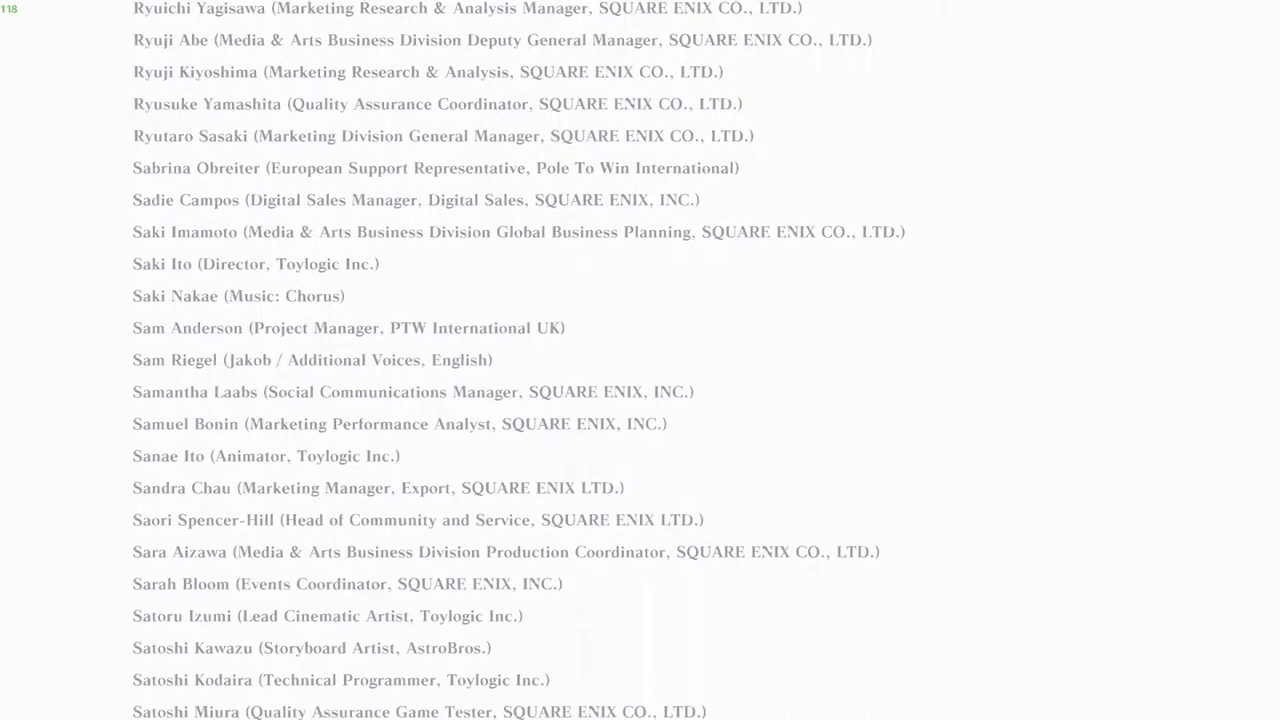 118
Ryuichi Yagisawa (Marketing Research & Analysis Manager, SQUARE ENIX CO., LTD.)
Ryuji Abe (Media & Arts Business Division Deputy General Manager, SQUARE ENIX CO., LTD.)
Ryuji Kiyoshima (Marketing Research & Analysis, SQUARE ENIX CO., LTD.)
Ryusuke Yamashita (Quality Assurance Coordinator, SQUARE ENIX CO., LTD.)
Ryutaro Sasaki (Marketing Division General Manager, SQUARE ENIX CO., LTD.)
Sabrina Obreiter (European Support Representative, Pole To Win International)
Sadie Campos (Digital Sales Manager, Digital Sales, SQUARE ENIX, INC.)
Saki Imamoto (Media & Arts Business Division Global Business Planning, SQUARE ENIX CO., LTD.)
Saki Ito (Director, Toylogic Inc.)
Saki Nakae (Music: Chorus)
Sam Anderson (Project Manager, PTW International UK)
Sam Riegel (Jakob / Additional Voices, English)
Samantha Laabs (Social Communications Manager, SQUARE ENIX, INC.)
Samuel Bonin (Marketing Performance Analyst, SQUARE ENIX, INC.)
Sanae Ito (Animator, Toylogic Inc.)
Sandra Chau (Marketing Manager, Export, SQUARE ENIX LTD.)
Saori Spencer-Hill (Head of Community and Service, SQUARE ENIX LTD.)
Sara Aizawa (Media & Arts Business Division Production Coordinator, SQUARE ENIX CO., LTD.)
Sarah Bloom (Events Coordinator, SQUARE ENIX, INC.)
Satoru Izumi (Lead Cinematic Artist, Toylogic Inc.)
Satoshi Kawazu (Storyboard Artist, AstroBros.)
Satoshi Kodaira (Technical Programmer, Toylogic Inc.)
Satoshi Miura (Quality Assurance Game Tester, SQUARE ENIX CO., LTD.)